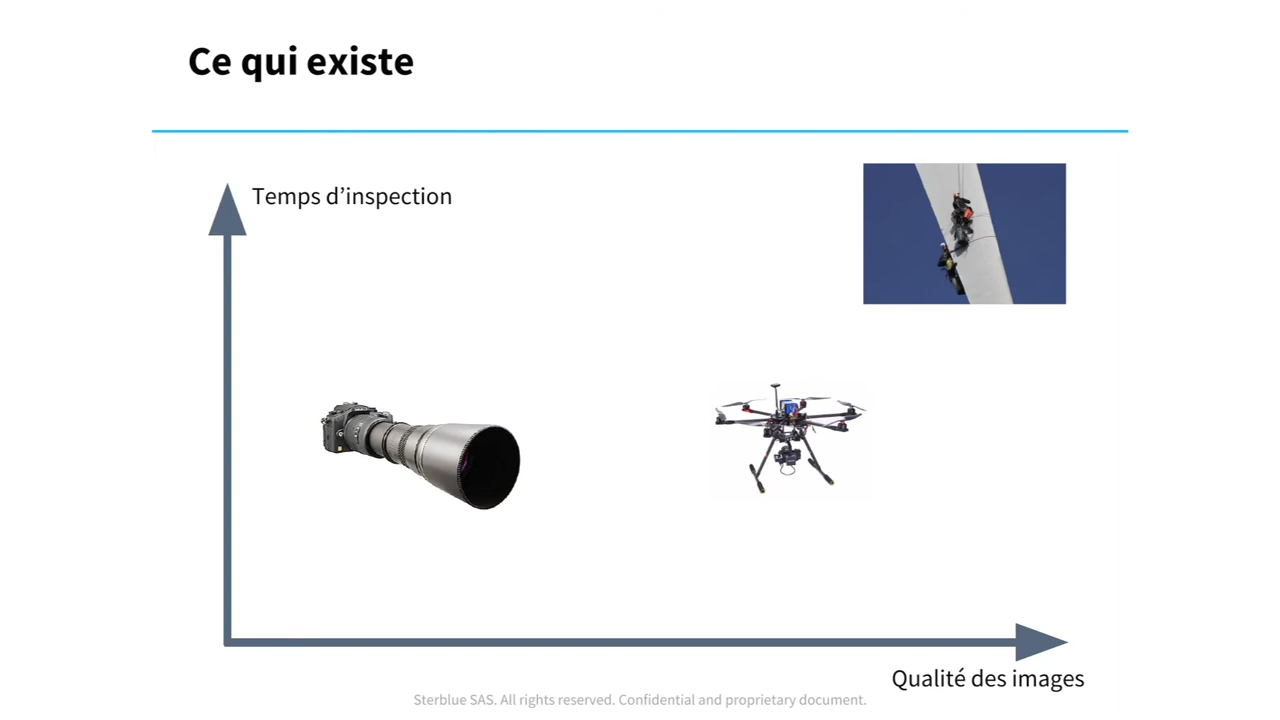 Ce qui existe
Temps d’inspection
Qualité des images
Sterblue SAS. All rights reserved. Confidential and proprietary document.